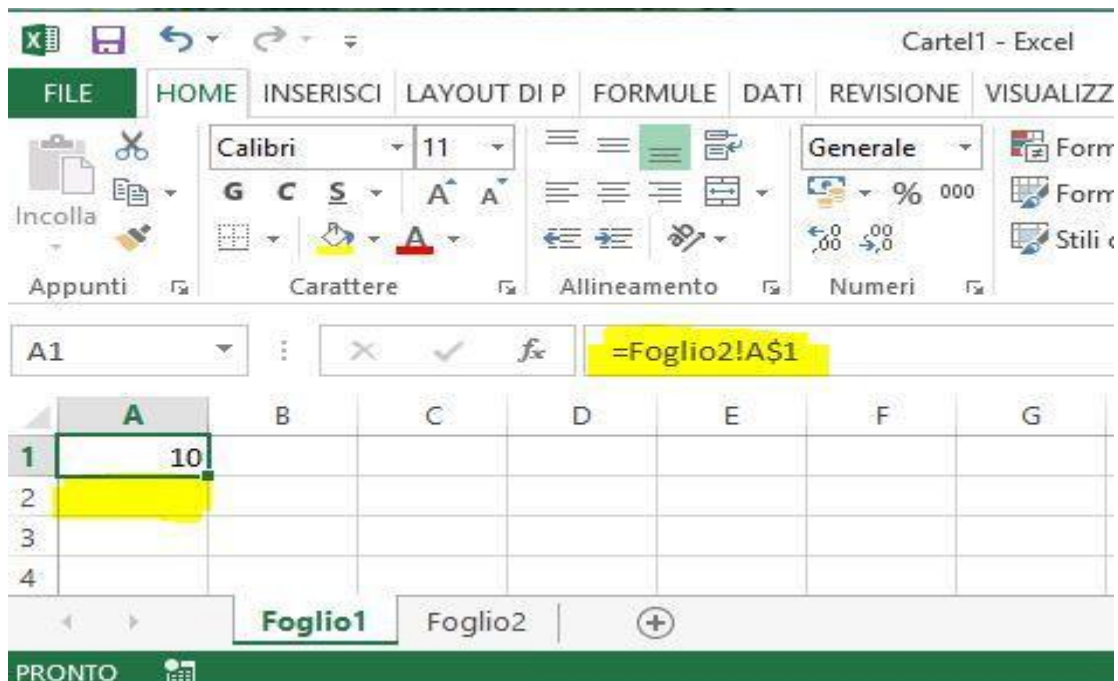 Cartel1 - Excel
FILE HOME INSERISCI LAYOUT DI P FORMULE DATI REVISIONE VISUALIZZ
Calibri 11 Generale Form
Incolla G C S A A % 000 Form
A Stili
Appunti Carattere Allineamento Numeri
A1 fx =Foglio2!A$1
A B C D E F G
1 10
2
3
4
Foglio1 Foglio2
PRONTO